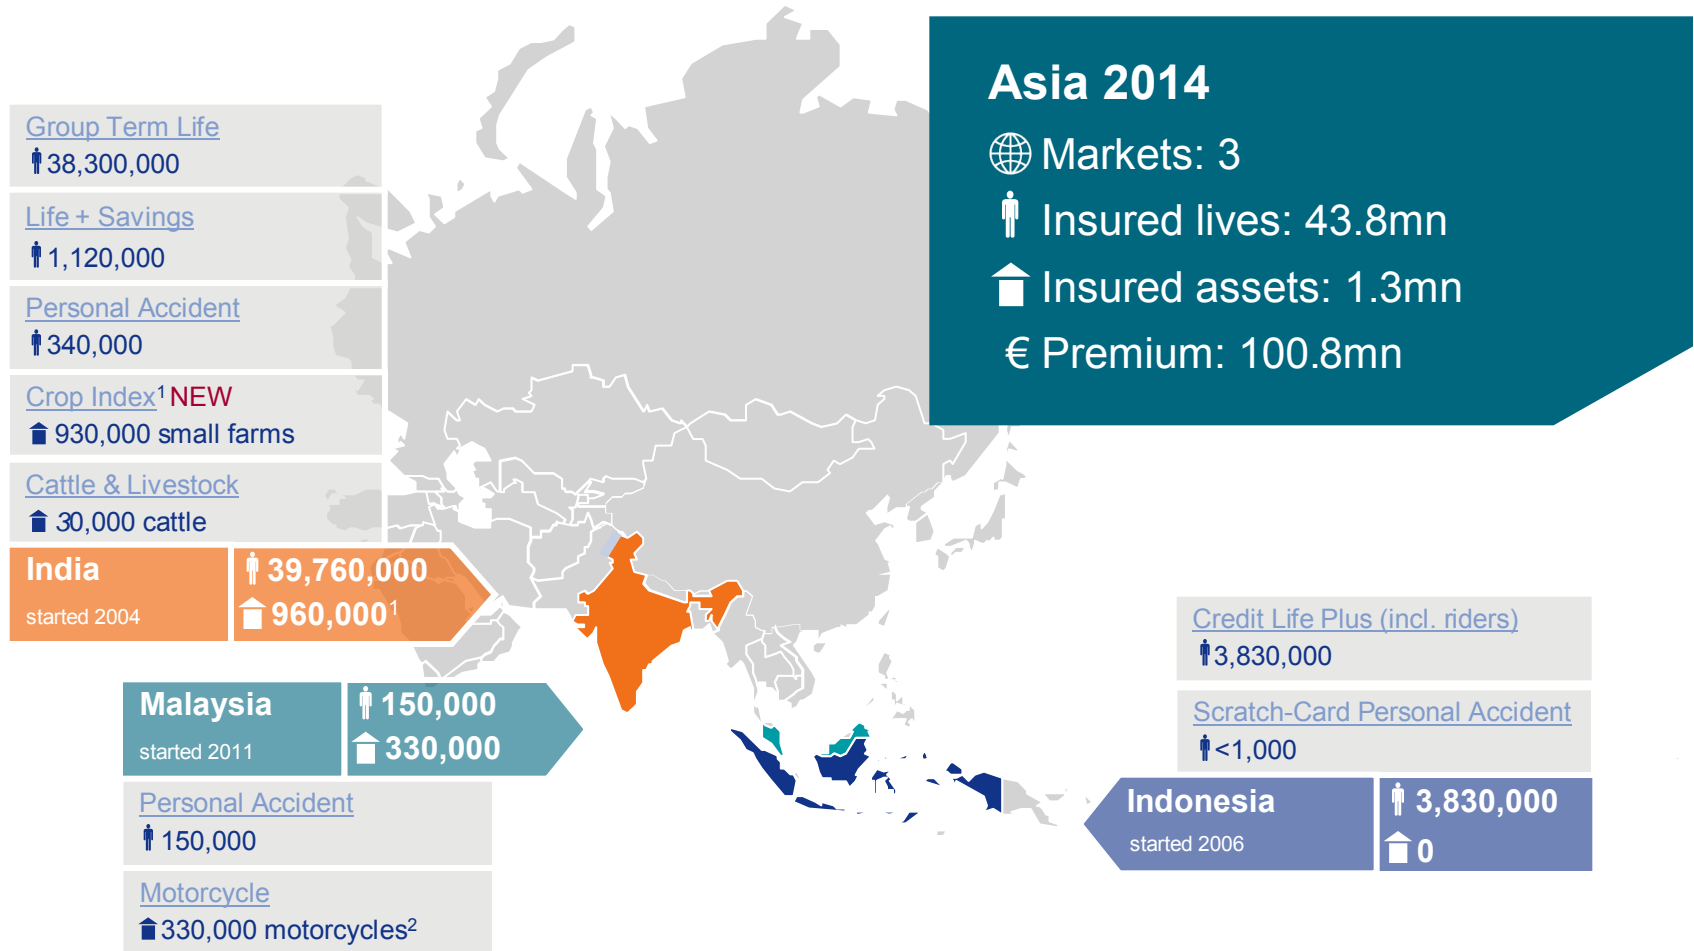 Asia 2014
Markets: 3
Insured lives: 43.8mn
Insured assets: 1.3mn
€ Premium: 100.8mn
Group Term Life
38,300,000
Life + Savings
1,120,000
Personal Accident
340,000
Crop Index¹ NEW
930,000 small farms
Cattle & Livestock
30,000 cattle
India
started 2004
39,760,000
960,000¹
Malaysia
started 2011
150,000
330,000
Personal Accident
150,000
Motorcycle
330,000 motorcycles²
Credit Life Plus (incl. riders)
3,830,000
Scratch-Card Personal Accident
<1,000
Indonesia
started 2006
3,830,000
0